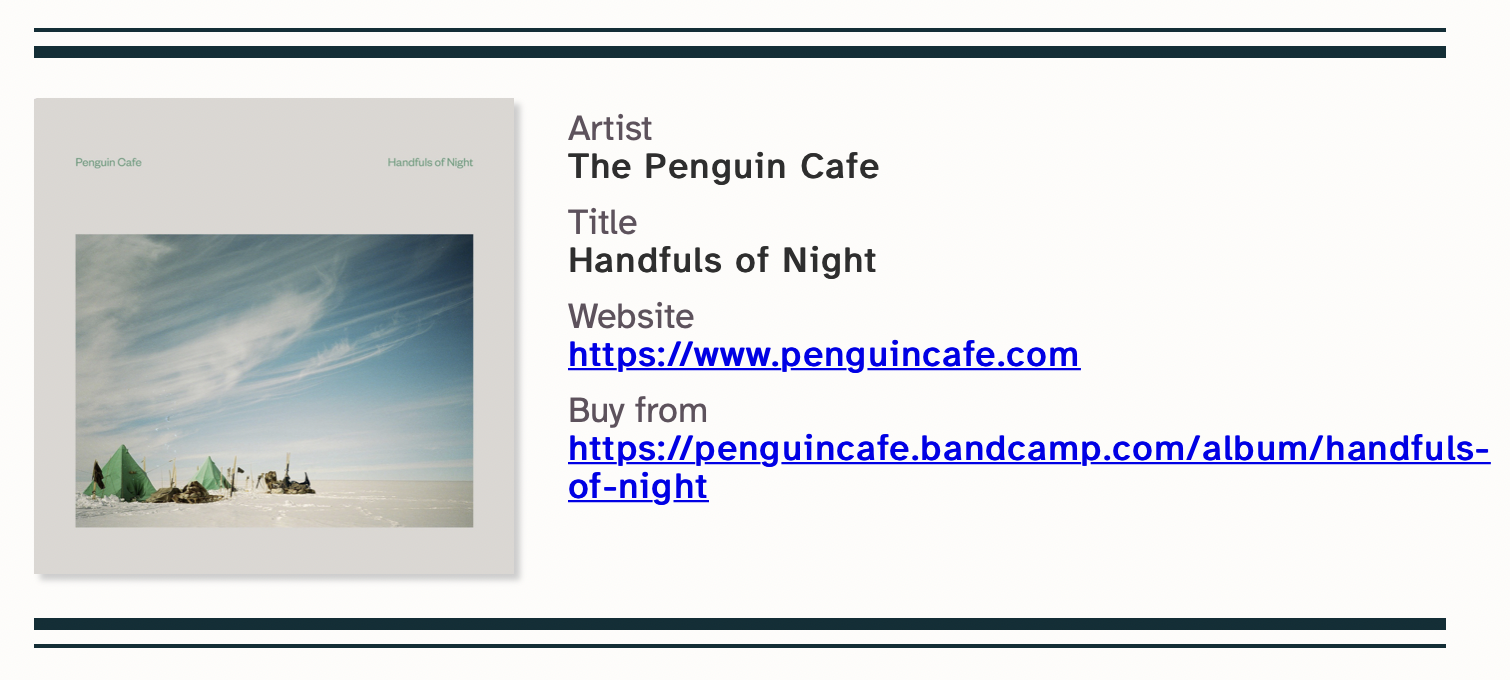 Penguin Cafe Handfuls of Night
Artist
The Penguin Cafe
Title
Handfuls of Night
Website
https://www.penguincafe.com
Buy from
https://penguincafe.bandcamp.com/album/handfuls-
of-night